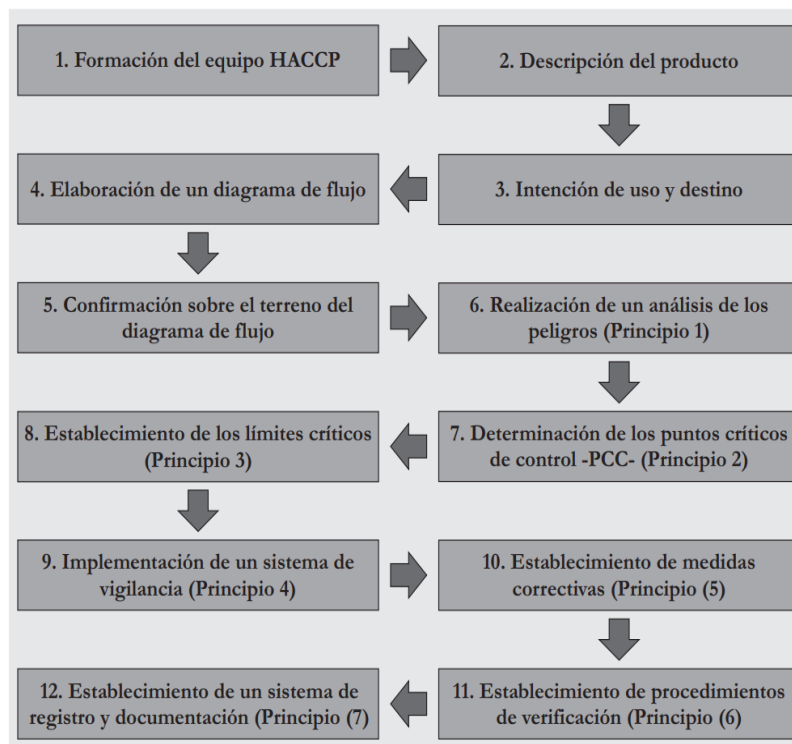 1. Formación del equipo HACCP
2. Descripción del producto
3. Intención de uso y destino
4. Elaboración de un diagrama de flujo
5. Confirmación sobre el terreno del
diagrama de flujo
6. Realización de un análisis de los
peligros (Principio 1)
7. Determinación de los puntos críticos
de control -PCC- (Principio 2)
8. Establecimiento de los límites críticos
(Principio 3)
9. Implementación de un sistema de
vigilancia (Principio 4)
10. Establecimiento de medidas
correctivas (Principio (5)
11. Establecimiento de procedimientos
de verificación (Principio (6)
12. Establecimiento de un sistema de
registro y documentación (Principio (7)